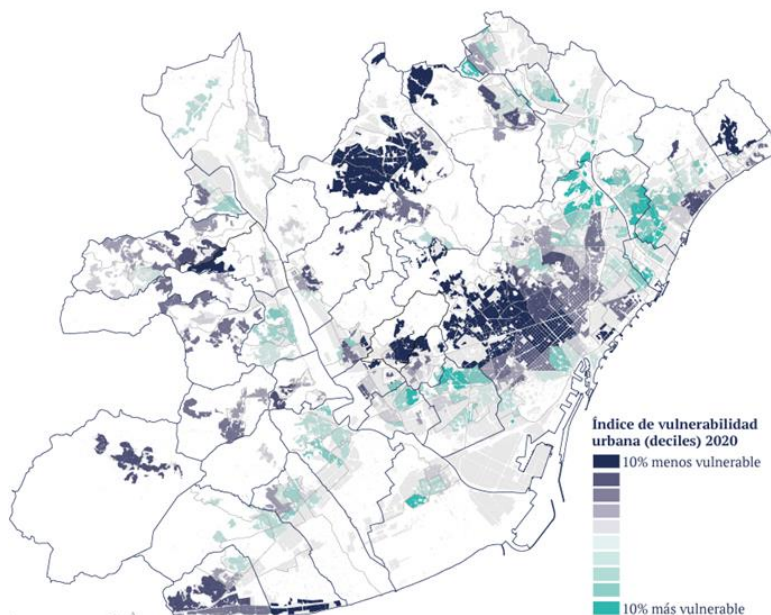 Índice de vulnerabilidad
urbana (deciles) 2020
10% menos vulnerable
10% más vulnerable